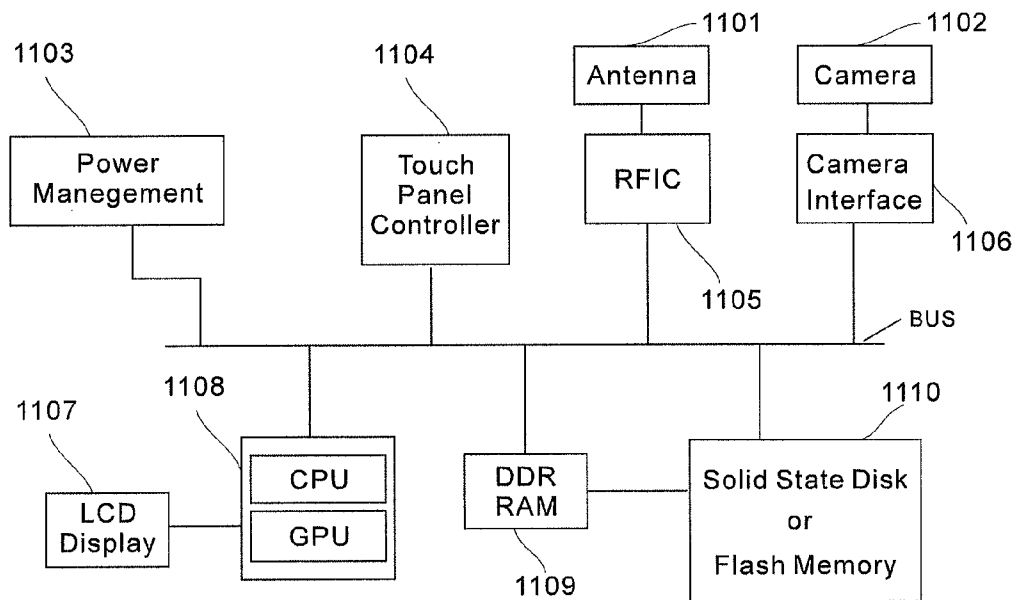 1101
1102
1103
1104
Antenna
Camera
Power
Manegement
Touch
Panel
Controller
RFIC
Camera
Interface
1106
1105
BUS
1108
1110
1107
CPU
GPU
LCD
Display
DDR
RAM
1109
Solid State Disk
or
Flash Memory